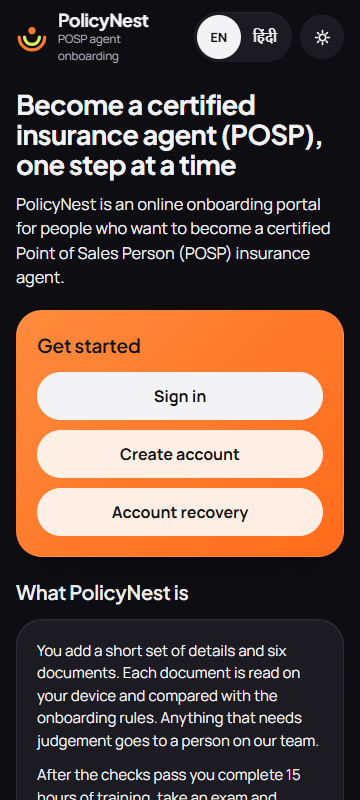 PolicyNest
POSP agent
onboarding
EN
हिंदी
Become a certified
insurance agent (POSP),
one step at a time
PolicyNest is an online onboarding portal
for people who want to become a certified
Point of Sales Person (POSP) insurance
agent.
Get started
Sign in
Create account
Account recovery
What PolicyNest is
You add a short set of details and six
documents. Each document is read on
your device and compared with the
onboarding rules. Anything that needs
judgement goes to a person on our team.
After the checks pass you complete 15
hours of training, take an exam and